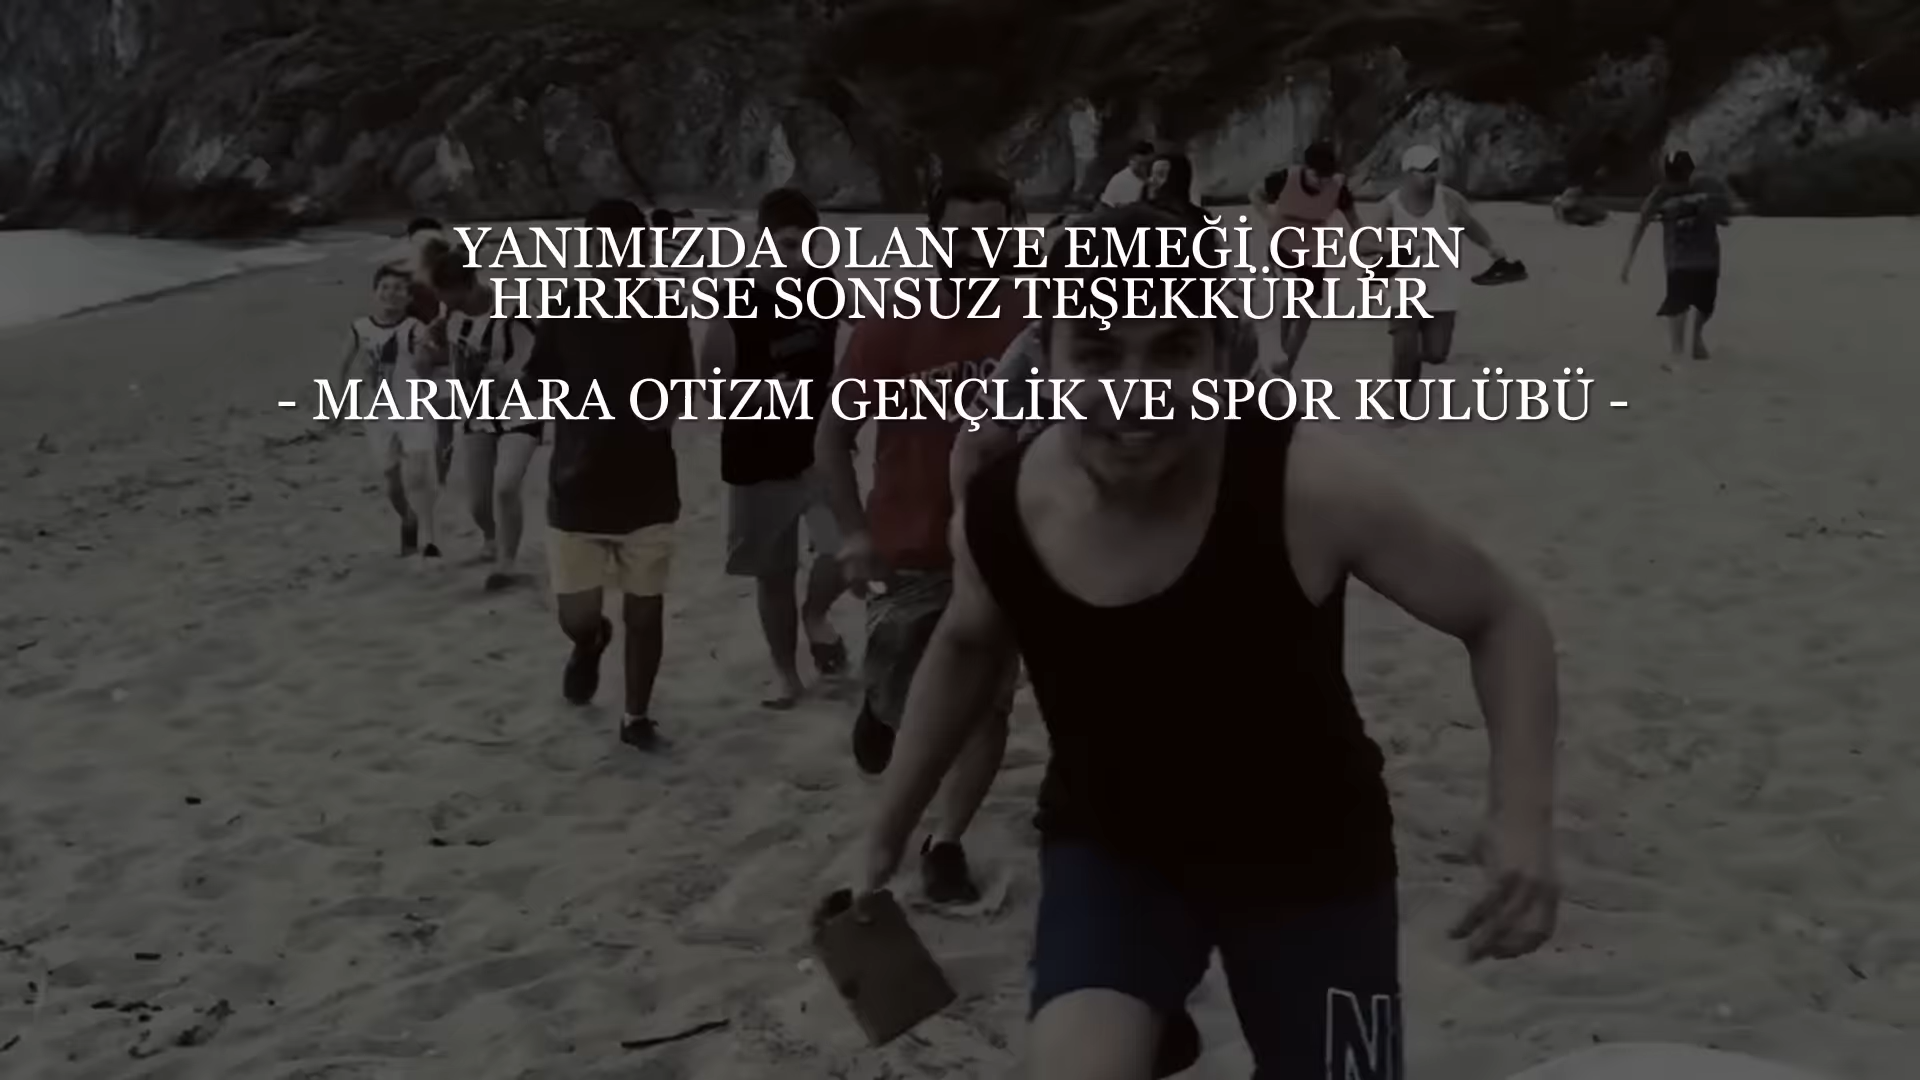 YANIMIZDA OLAN VE EMEĞİ GEÇEN
HERKESE SONSUZ TEŞEKKÜRLER
- MARMARA OTİZM GENÇLİK VE SPOR KULÜBÜ -